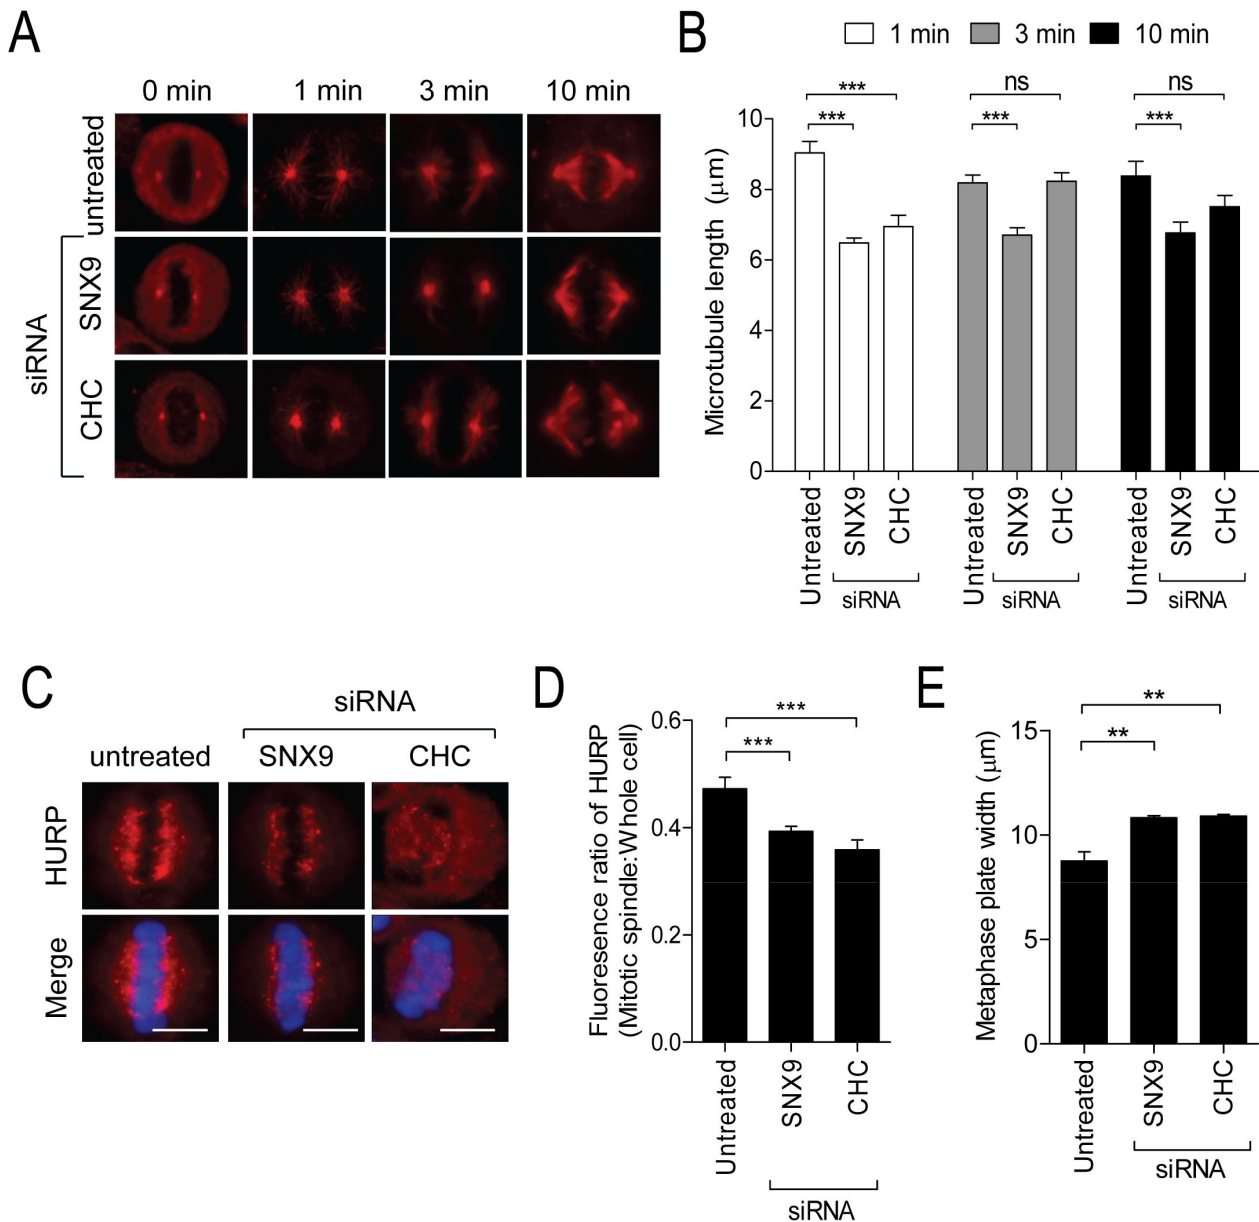 A
0 min 1 min 3 min 10 min
untreated
siRNA
SNX9
CHC
B
1 min 3 min 10 min
*** ns ns
*** *** ***
Microtubule length (μm)
10
8
6
4
2
0
Untreated SNX9 CHC Untreated SNX9 CHC Untreated SNX9 CHC
siRNA siRNA siRNA
C
siRNA
untreated SNX9 CHC
HURP
Merge
D
***
***
Fluoresence ratio of HURP
(Mitotic spindle:Whole cell)
0.6
0.4
0.2
0.0
Untreated SNX9 CHC
siRNA
E
**
**
Metaphase plate width (μm)
15
10
5
0
Untreated SNX9 CHC
siRNA